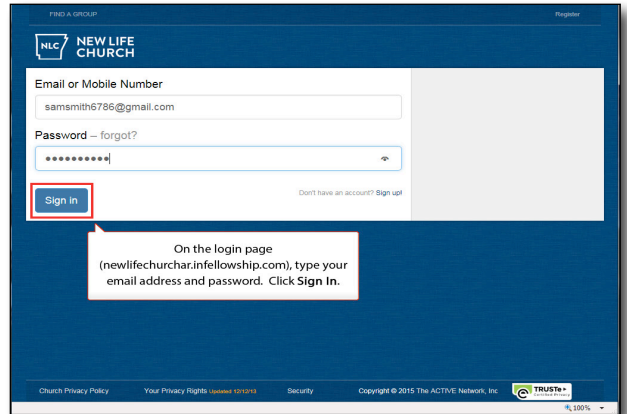 FIND A GROUP Register
NLC NEW LIFE
CHURCH
Email or Mobile Number
samsmith6786@gmail.com
Password – forgot?
●●●●●●●●●●
Don't have an account? Sign up!
Sign in
On the login page
(newlifechurchar.infellowship.com), type your
email address and password. Click Sign In.
Church Privacy Policy Your Privacy Rights Updated 12/12/13 Security Copyright © 2015 The ACTIVE Network, Inc TRUSTe
Certified Privacy
100%